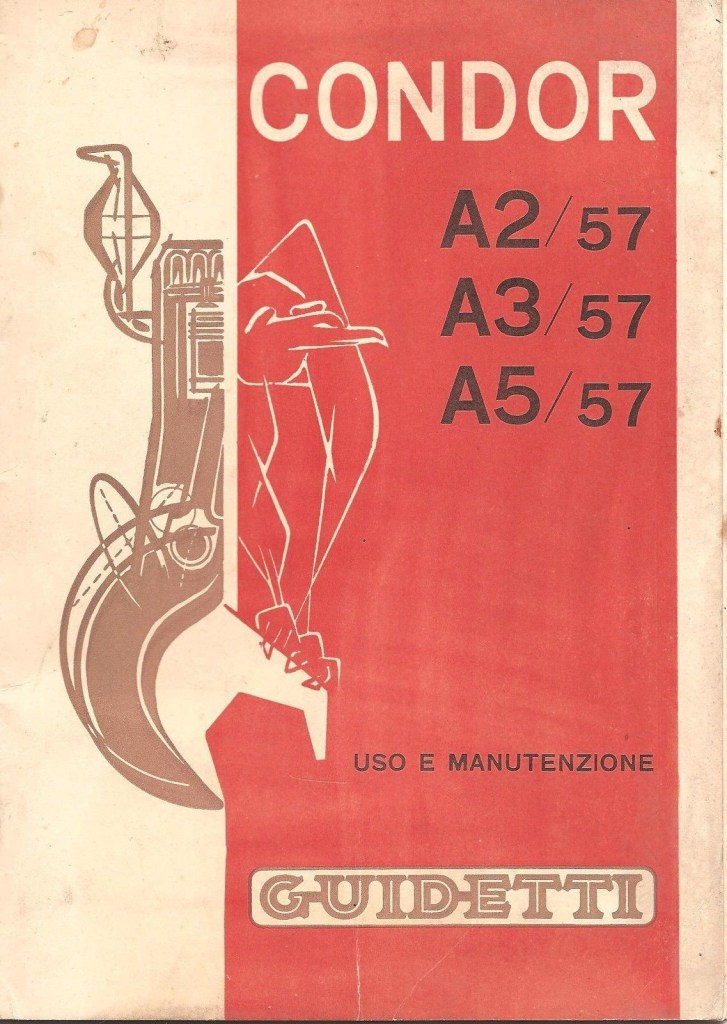 CONDOR
A2/57
A3/57
A5/57
USO E MANUTENZIONE
GUIDETTI